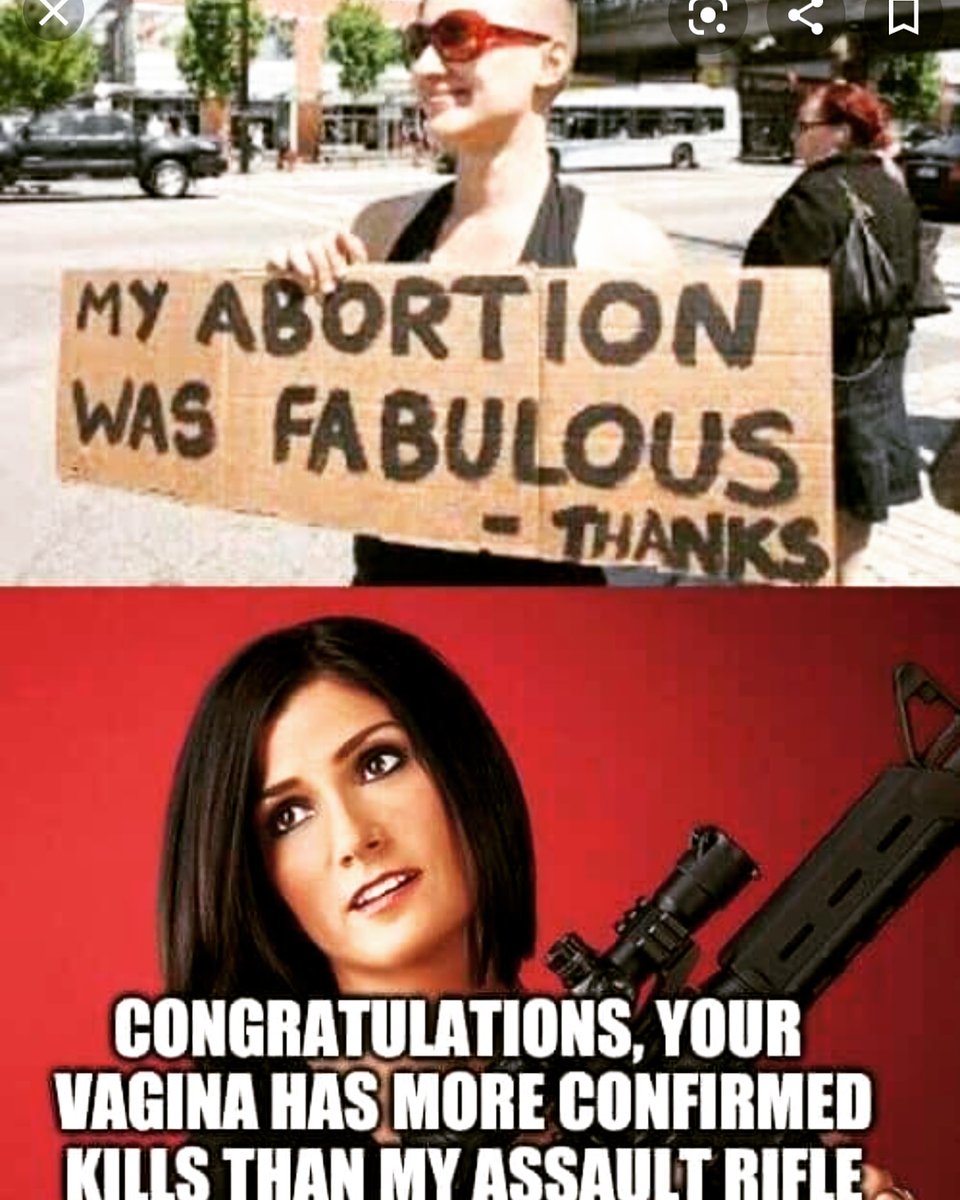 MY ABORTION
WAS FABULOUS
- THANKS
CONGRATULATIONS, YOUR
VAGINA HAS MORE CONFIRMED
KILLS THAN MY ASSAULT RIFLE